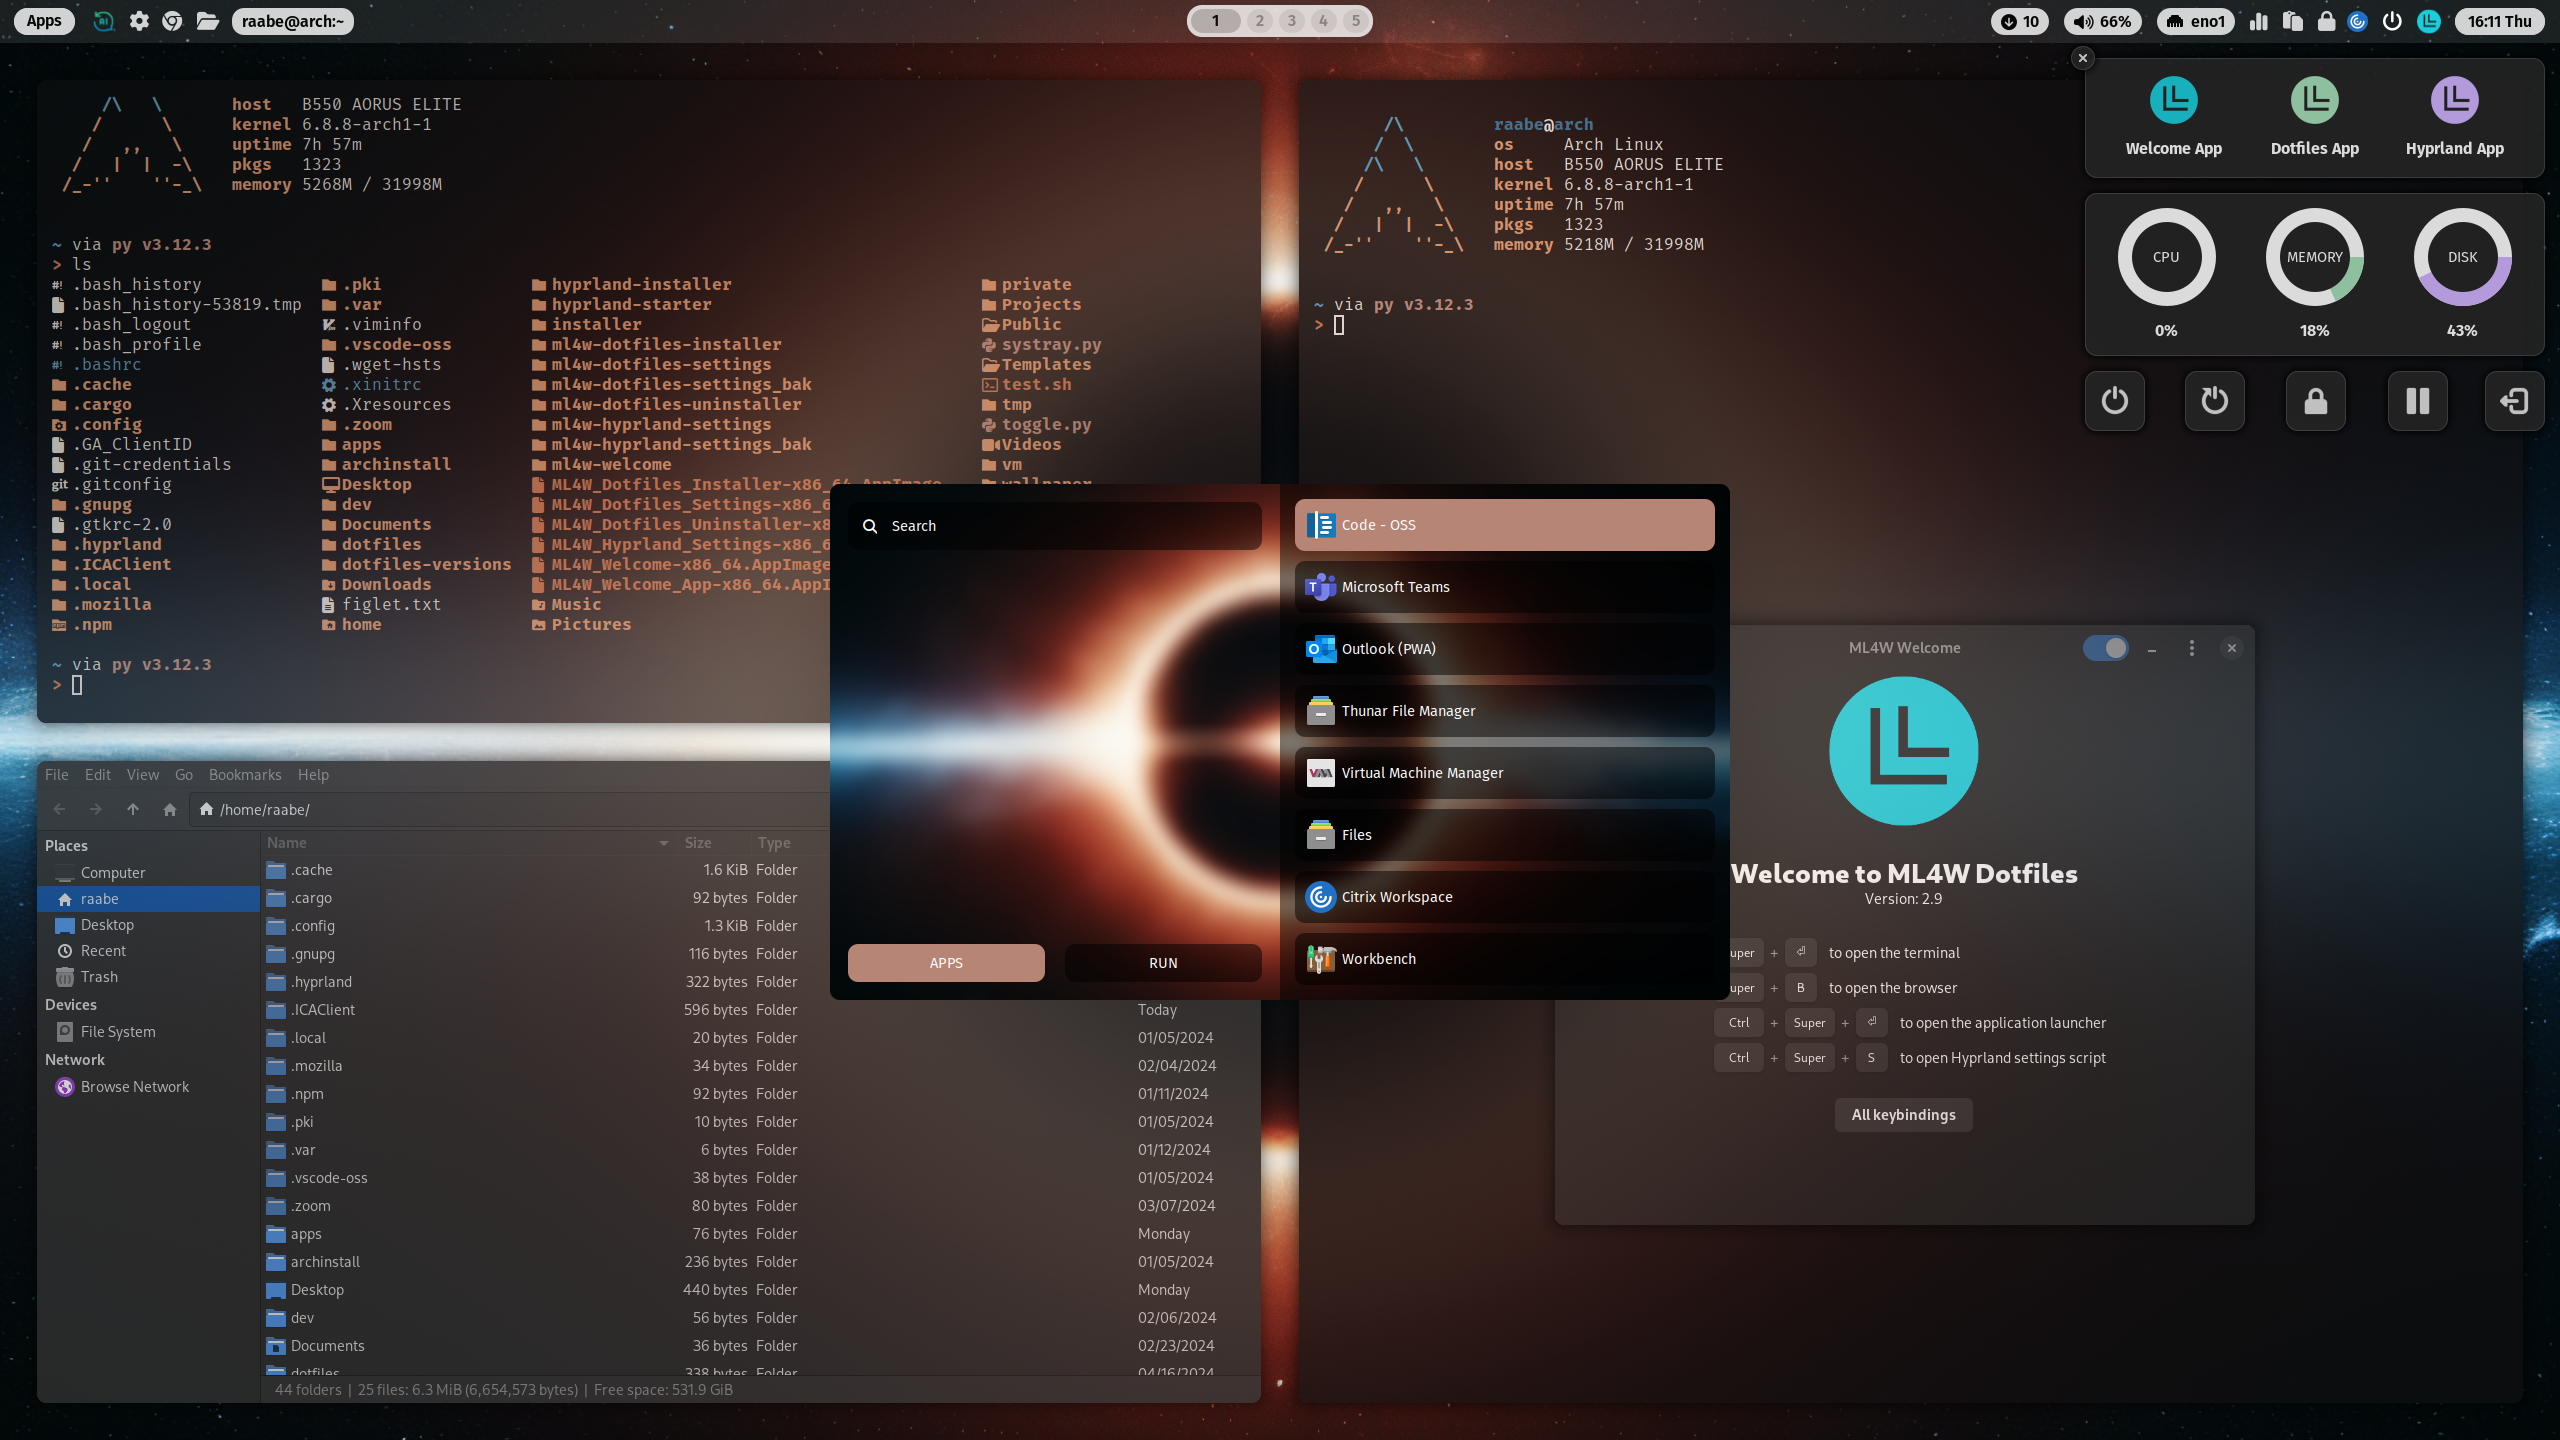 Apps
raabe@arch:~
1 2 3 4 5
10
66%
eno1
16:11 Thu
host B550 AORUS ELITE
kernel 6.8.8-arch1-1
uptime 7h 57m
pkgs 1323
memory 5268M / 31998M
~ via py v3.12.3
> ls
.bash_history .pki hyprland-installer private
.bash_history-53819.tmp .var hyprland-starter Projects
.bash_logout .viminfo installer Public
.bash_profile .vscode-oss ml4w-dotfiles-installer systray.py
.bashrc .wget-hsts ml4w-dotfiles-settings Templates
.cache .xinitrc ml4w-dotfiles-settings_bak test.sh
.cargo .Xresources ml4w-dotfiles-uninstaller tmp
.config .zoom ml4w-hyprland-settings toggle.py
.GA_ClientID apps ml4w-hyprland-settings_bak Videos
.git-credentials archinstall ml4w-welcome vm
.gitconfig Desktop ML4W_Dotfiles_Installer-x86_64.AppImage wallpaper
.gnupg dev ML4W_Dotfiles_Settings-x86_6
.gtkrc-2.0 Documents ML4W_Dotfiles_Uninstaller-x8
.hyprland dotfiles ML4W_Hyprland_Settings-x86_6
.ICAClient dotfiles-versions ML4W_Welcome-x86_64.AppImage
.local Downloads ML4W_Welcome_App-x86_64.AppI
.mozilla figlet.txt Music
.npm home Pictures
~ via py v3.12.3
>
raabe@arch
os Arch Linux
host B550 AORUS ELITE
kernel 6.8.8-arch1-1
uptime 7h 57m
pkgs 1323
memory 5218M / 31998M
~ via py v3.12.3
>
Welcome App Dotfiles App Hyprland App
CPU MEMORY DISK
0% 18% 43%
Search
APPS RUN
Code - OSS
Microsoft Teams
Outlook (PWA)
Thunar File Manager
Virtual Machine Manager
Files
Citrix Workspace
Workbench
File Edit View Go Bookmarks Help
/home/raabe/
Places
Computer
raabe
Desktop
Recent
Trash
Devices
File System
Network
Browse Network
Name Size Type
.cache 1.6 KiB Folder
.cargo 92 bytes Folder
.config 1.3 KiB Folder
.gnupg 116 bytes Folder
.hyprland 322 bytes Folder
.ICAClient 596 bytes Folder Today
.local 20 bytes Folder 01/05/2024
.mozilla 34 bytes Folder 02/04/2024
.npm 92 bytes Folder 01/11/2024
.pki 10 bytes Folder 01/05/2024
.var 6 bytes Folder 01/12/2024
.vscode-oss 38 bytes Folder 01/05/2024
.zoom 80 bytes Folder 03/07/2024
apps 76 bytes Folder Monday
archinstall 236 bytes Folder 01/05/2024
Desktop 440 bytes Folder Monday
dev 56 bytes Folder 02/06/2024
Documents 36 bytes Folder 02/23/2024
dotfiles 338 bytes Folder 04/16/2024
44 folders | 25 files: 6.3 MiB (6,654,573 bytes) | Free space: 531.9 GiB
ML4W Welcome
Welcome to ML4W Dotfiles
Version: 2.9
uper + to open the terminal
uper + B to open the browser
Ctrl + Super + to open the application launcher
Ctrl + Super + S to open Hyprland settings script
All keybindings